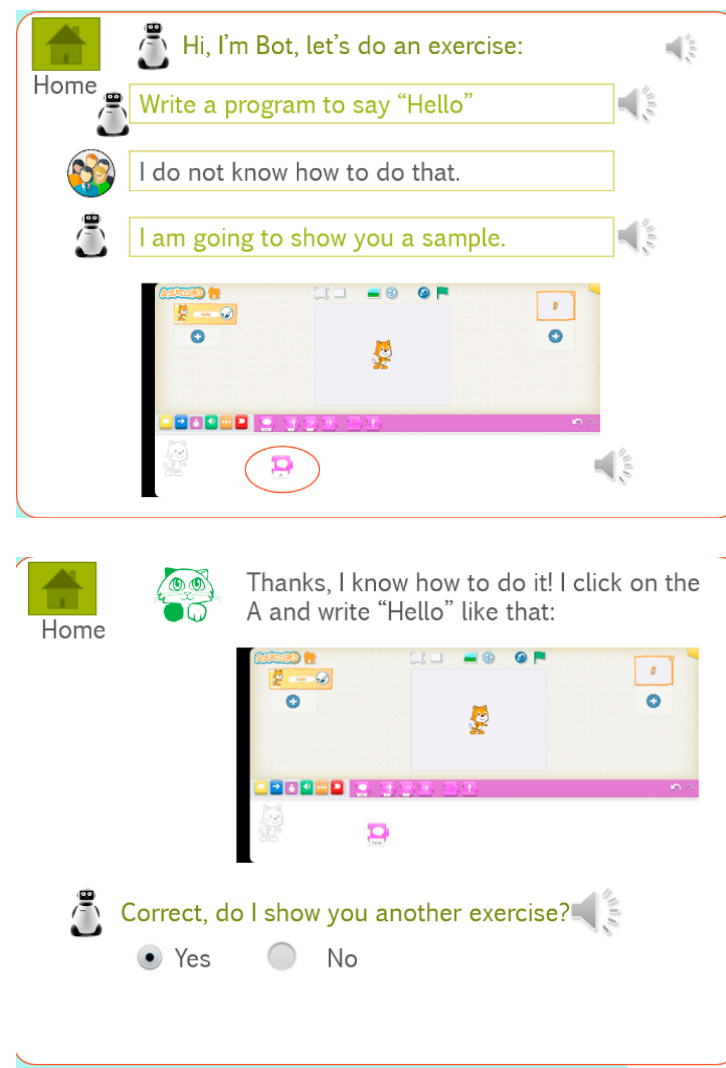 Hi, I'm Bot, let's do an exercise:
Home
Write a program to say “Hello”
I do not know how to do that.
I am going to show you a sample.
A
Thanks, I know how to do it! I click on the
A and write “Hello” like that:
Home
Correct, do I show you another exercise?
Yes
No